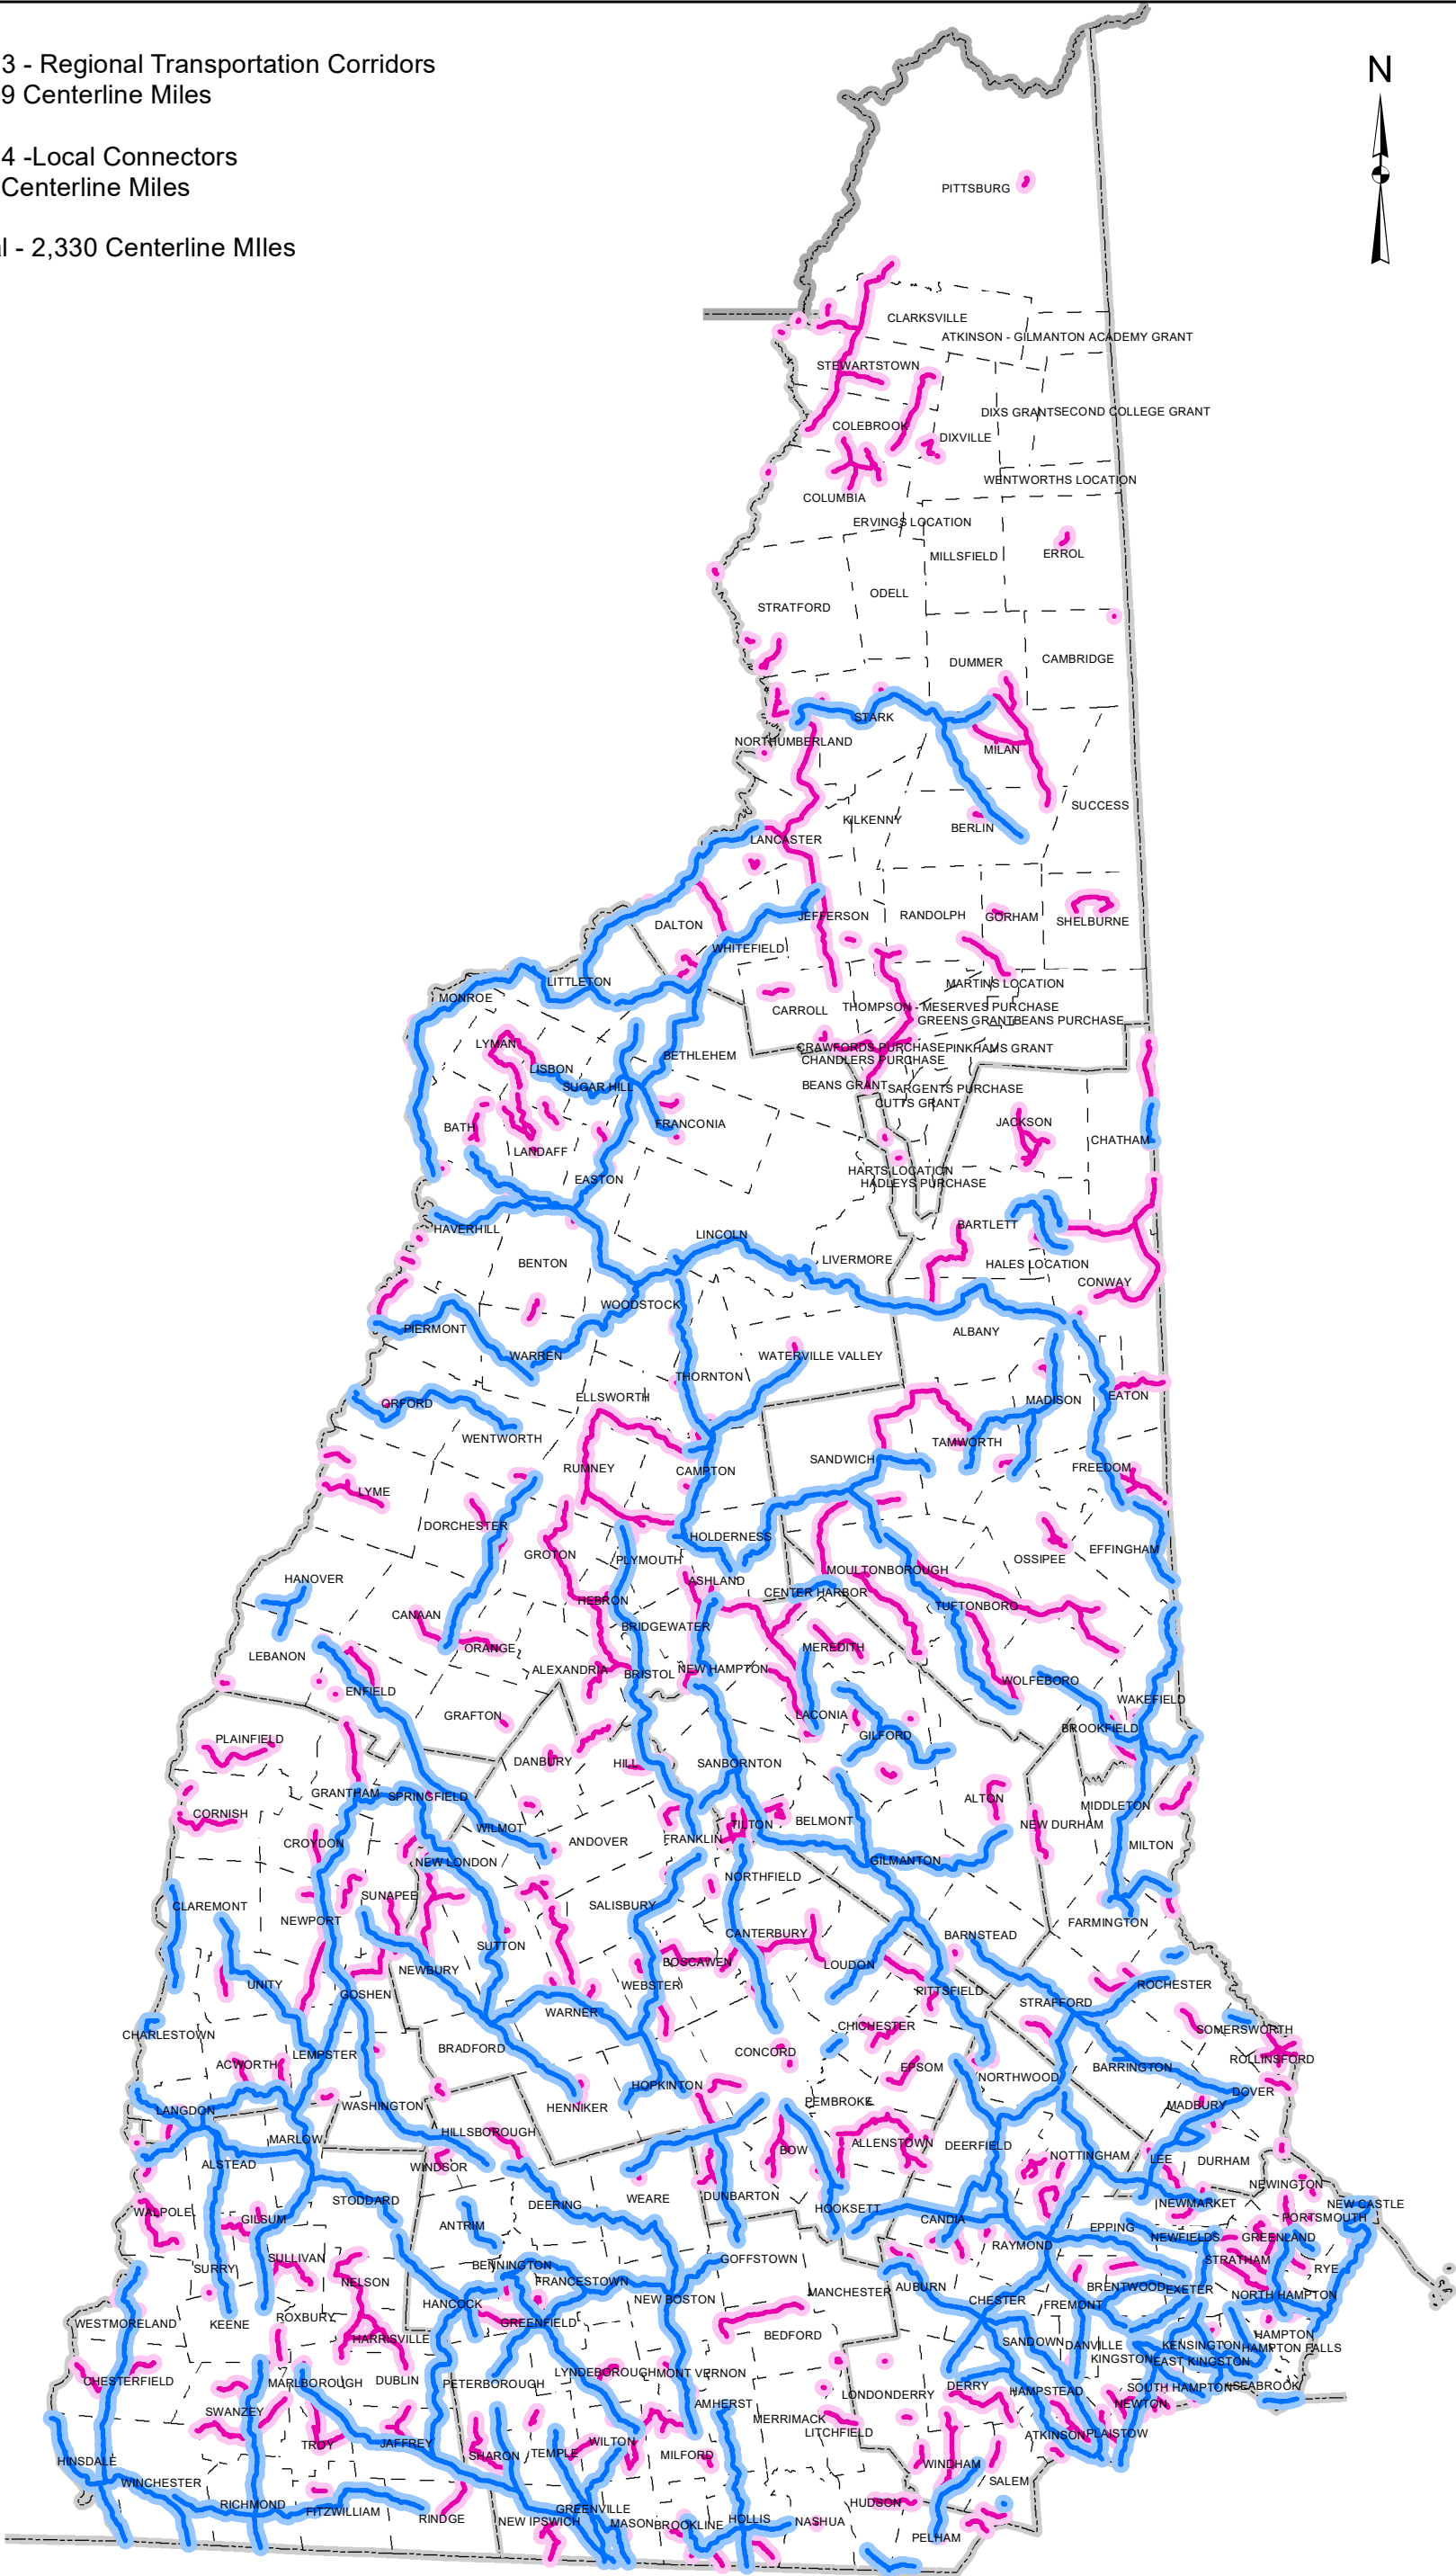 3 - Regional Transportation Corridors
9 Centerline Miles
4 -Local Connectors
Centerline Miles
l - 2,330 Centerline MIles
N
PITTSBURG
CLARKSVILLE
ATKINSON - GILMANTON ACADEMY GRANT
STEWARTSTOWN
DIXS GRANT
SECOND COLLEGE GRANT
COLEBROOK
DIXVILLE
WENTWORTHS LOCATION
COLUMBIA
ERVINGS LOCATION
MILLSFIELD
ERROL
ODELL
STRATFORD
DUMMER
CAMBRIDGE
STARK
NORTHUMBERLAND
MILAN
SUCCESS
KILKENNY
BERLIN
LANCASTER
JEFFERSON
RANDOLPH
GORHAM
SHELBURNE
DALTON
WHITEFIELD
LITTLETON
MARTINS LOCATION
MONROE
CARROLL
THOMPSON - MESERVES PURCHASE
GREENS GRANT
BEANS PURCHASE
LYMAN
CRAWFORDS PURCHASE
PINKHAMS GRANT
BETHLEHEM
CHANDLERS PURCHASE
LISBON
SUGAR HILL
BEANS GRANT
SARGENTS PURCHASE
CUTTS GRANT
FRANCONIA
JACKSON
BATH
CHATHAM
LANDAFF
HARTS LOCATION
EASTON
HADLEYS PURCHASE
HAVERHILL
BARTLETT
LINCOLN
BENTON
LIVERMORE
HALES LOCATION
CONWAY
WOODSTOCK
PIERMONT
ALBANY
WARREN
WATERVILLE VALLEY
THORNTON
ELLSWORTH
EATON
ORFORD
MADISON
WENTWORTH
TAMWORTH
SANDWICH
RUMNEY
CAMPTON
FREEDOM
LYME
DORCHESTER
HOLDERNESS
GROTON
EFFINGHAM
PLYMOUTH
OSSIPEE
MOULTONBOROUGH
HANOVER
ASHLAND
CENTER HARBOR
HEBRON
TUFTONBORO
CANAAN
BRIDGEWATER
ORANGE
MEREDITH
LEBANON
ALEXANDRIA
BRISTOL
NEW HAMPTON
WOLFEBORO
ENFIELD
WAKEFIELD
GRAFTON
LACONIA
BROOKFIELD
PLAINFIELD
GILFORD
DANBURY
HILL
SANBORNTON
GRANTHAM
SPRINGFIELD
ALTON
MIDDLETON
CORNISH
WILMOT
TILTON
BELMONT
NEW DURHAM
CROYDON
ANDOVER
FRANKLIN
MILTON
NEW LONDON
GILMANTON
NORTHFIELD
SUNAPEE
SALISBURY
CLAREMONT
NEWPORT
FARMINGTON
CANTERBURY
BARNSTEAD
SUTTON
BOSCAWEN
LOUDON
NEWBURY
UNITY
WEBSTER
ROCHESTER
GOSHEN
PITTSFIELD
STRAFFORD
WARNER
CHICHESTER
SOMERSWORTH
CHARLESTOWN
BRADFORD
CONCORD
LEMPSTER
ROLLINSFORD
ACWORTH
EPSOM
BARRINGTON
NORTHWOOD
HOPKINTON
DOVER
PEMBROKE
MADBURY
WASHINGTON
HENNIKER
LANGDON
HILLSBOROUGH
MARLOW
ALLENSTOWN
DEERFIELD
BOW
NOTTINGHAM
LEE
DURHAM
ALSTEAD
WINDSOR
NEWINGTON
STODDARD
WEARE
DUNBARTON
DEERING
NEWMARKET
NEW CASTLE
HOOKSETT
WALPOLE
GILSUM
PORTSMOUTH
CANDIA
ANTRIM
EPPING
NEWFIELDS
GREENLAND
RAYMOND
SULLIVAN
GOFFSTOWN
STRATHAM
SURRY
BENNINGTON
RYE
NELSON
FRANCESTOWN
AUBURN
BRENTWOOD
EXETER
MANCHESTER
NORTH HAMPTON
NEW BOSTON
CHESTER
HANCOCK
FREMONT
ROXBURY
GREENFIELD
WESTMORELAND
KEENE
BEDFORD
HAMPTON
HARRISVILLE
SANDOWN
DANVILLE
KENSINGTON
HAMPTON FALLS
KINGSTON
EAST KINGSTON
LYNDEBOROUGH
MONT VERNON
CHESTERFIELD
DUBLIN
MARLBOROUGH
PETERBOROUGH
DERRY
SOUTH HAMPTON
SEABROOK
HAMPSTEAD
LONDONDERRY
AMHERST
NEWTON
SWANZEY
MERRIMACK
LITCHFIELD
ATKINSON
PLAISTOW
TROY
JAFFREY
WILTON
SHARON
TEMPLE
MILFORD
HINSDALE
WINDHAM
WINCHESTER
SALEM
RICHMOND
HUDSON
FITZWILLIAM
GREENVILLE
RINDGE
NEW IPSWICH
MASON
BROOKLINE
HOLLIS
NASHUA
PELHAM